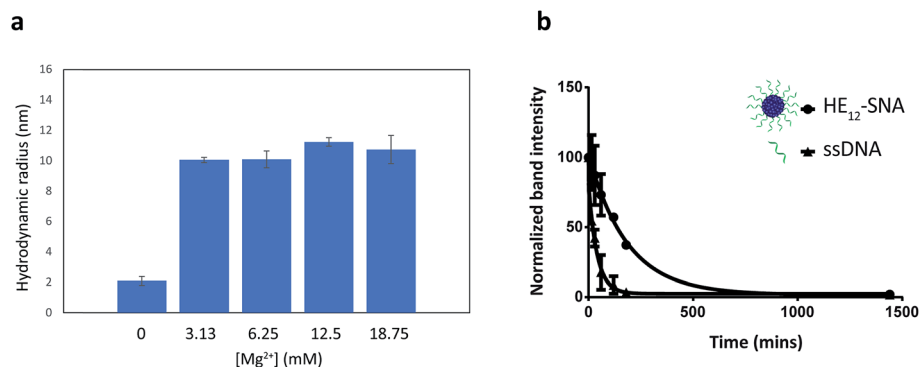 a
Hydrodynamic radius (nm)
16
14
12
10
8
6
4
2
0
0 3.13 6.25 12.5 18.75
[Mg²⁺] (mM)
b
Normalized band intensity
150
100
50
0
HE₁₂-SNA
ssDNA
0 500 1000 1500
Time (mins)